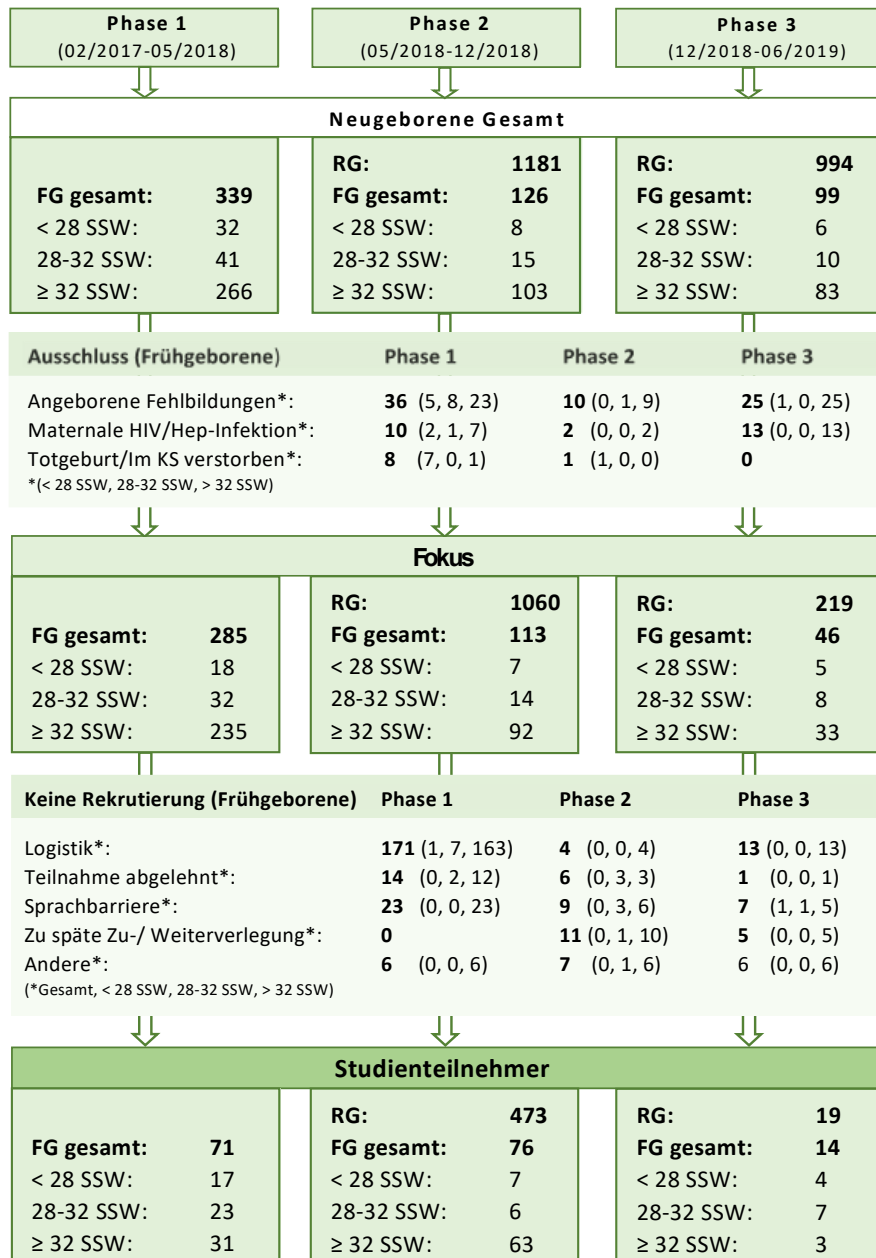 Phase 1 Phase 2 Phase 3
(02/2017-05/2018) (05/2018-12/2018) (12/2018-06/2019)
Neugeborene Gesamt
RG: 1181 RG: 994
FG gesamt: 339 FG gesamt: 126 FG gesamt: 99
< 28 SSW: 32 < 28 SSW: 8 < 28 SSW: 6
28-32 SSW: 41 28-32 SSW: 15 28-32 SSW: 10
≥ 32 SSW: 266 ≥ 32 SSW: 103 ≥ 32 SSW: 83
Ausschluss (Frühgeborene) Phase 1 Phase 2 Phase 3
Angeborene Fehlbildungen*: 36 (5, 8, 23) 10 (0, 1, 9) 25 (1, 0, 25)
Maternale HIV/Hep-Infektion*: 10 (2, 1, 7) 2 (0, 0, 2) 13 (0, 0, 13)
Totgeburt/Im KS verstorben*: 8 (7, 0, 1) 1 (1, 0, 0) 0
*(< 28 SSW, 28-32 SSW, > 32 SSW)
Fokus
RG: 1060 RG: 219
FG gesamt: 285 FG gesamt: 113 FG gesamt: 46
< 28 SSW: 18 < 28 SSW: 7 < 28 SSW: 5
28-32 SSW: 32 28-32 SSW: 14 28-32 SSW: 8
≥ 32 SSW: 235 ≥ 32 SSW: 92 ≥ 32 SSW: 33
Keine Rekrutierung (Frühgeborene) Phase 1 Phase 2 Phase 3
Logistik*: 171 (1, 7, 163) 4 (0, 0, 4) 13 (0, 0, 13)
Teilnahme abgelehnt*: 14 (0, 2, 12) 6 (0, 3, 3) 1 (0, 0, 1)
Sprachbarriere*: 23 (0, 0, 23) 9 (0, 3, 6) 7 (1, 1, 5)
Zu späte Zu-/ Weiterverlegung*: 0 11 (0, 1, 10) 5 (0, 0, 5)
Andere*: 6 (0, 0, 6) 7 (0, 1, 6) 6 (0, 0, 6)
(*Gesamt, < 28 SSW, 28-32 SSW, > 32 SSW)
Studienteilnehmer
RG: 473 RG: 19
FG gesamt: 71 FG gesamt: 76 FG gesamt: 14
< 28 SSW: 17 < 28 SSW: 7 < 28 SSW: 4
28-32 SSW: 23 28-32 SSW: 6 28-32 SSW: 7
≥ 32 SSW: 31 ≥ 32 SSW: 63 ≥ 32 SSW: 3